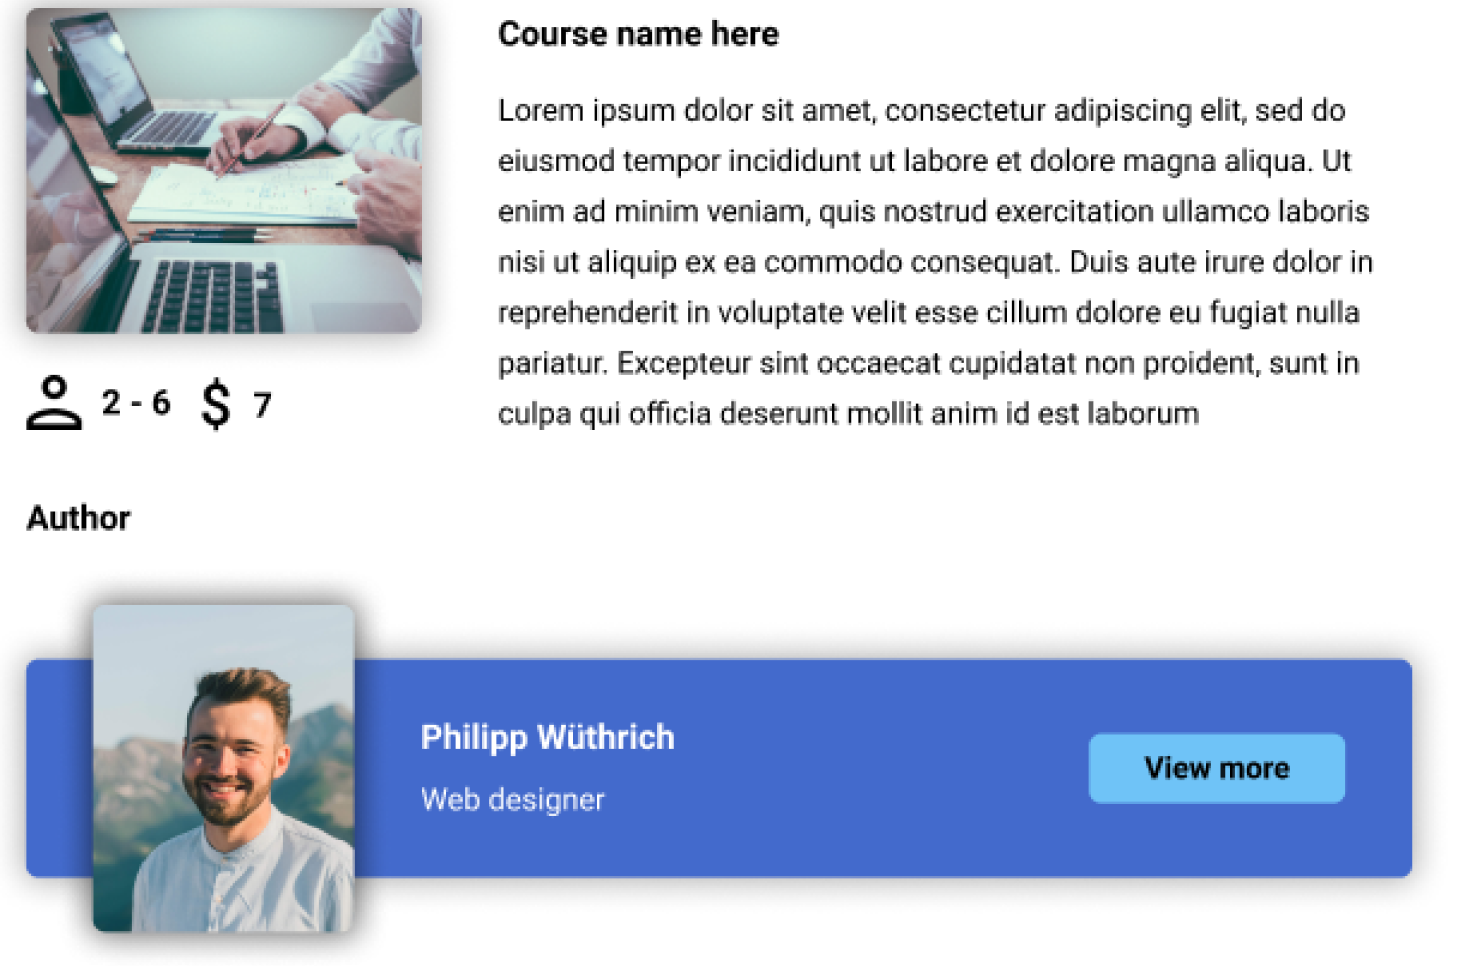 Course name here
Lorem ipsum dolor sit amet, consectetur adipiscing elit, sed do
eiusmod tempor incididunt ut labore et dolore magna aliqua. Ut
enim ad minim veniam, quis nostrud exercitation ullamco laboris
nisi ut aliquip ex ea commodo consequat. Duis aute irure dolor in
reprehenderit in voluptate velit esse cillum dolore eu fugiat nulla
pariatur. Excepteur sint occaecat cupidatat non proident, sunt in
culpa qui officia deserunt mollit anim id est laborum
2 - 6 $ 7
Author
Philipp Wüthrich
Web designer
View more